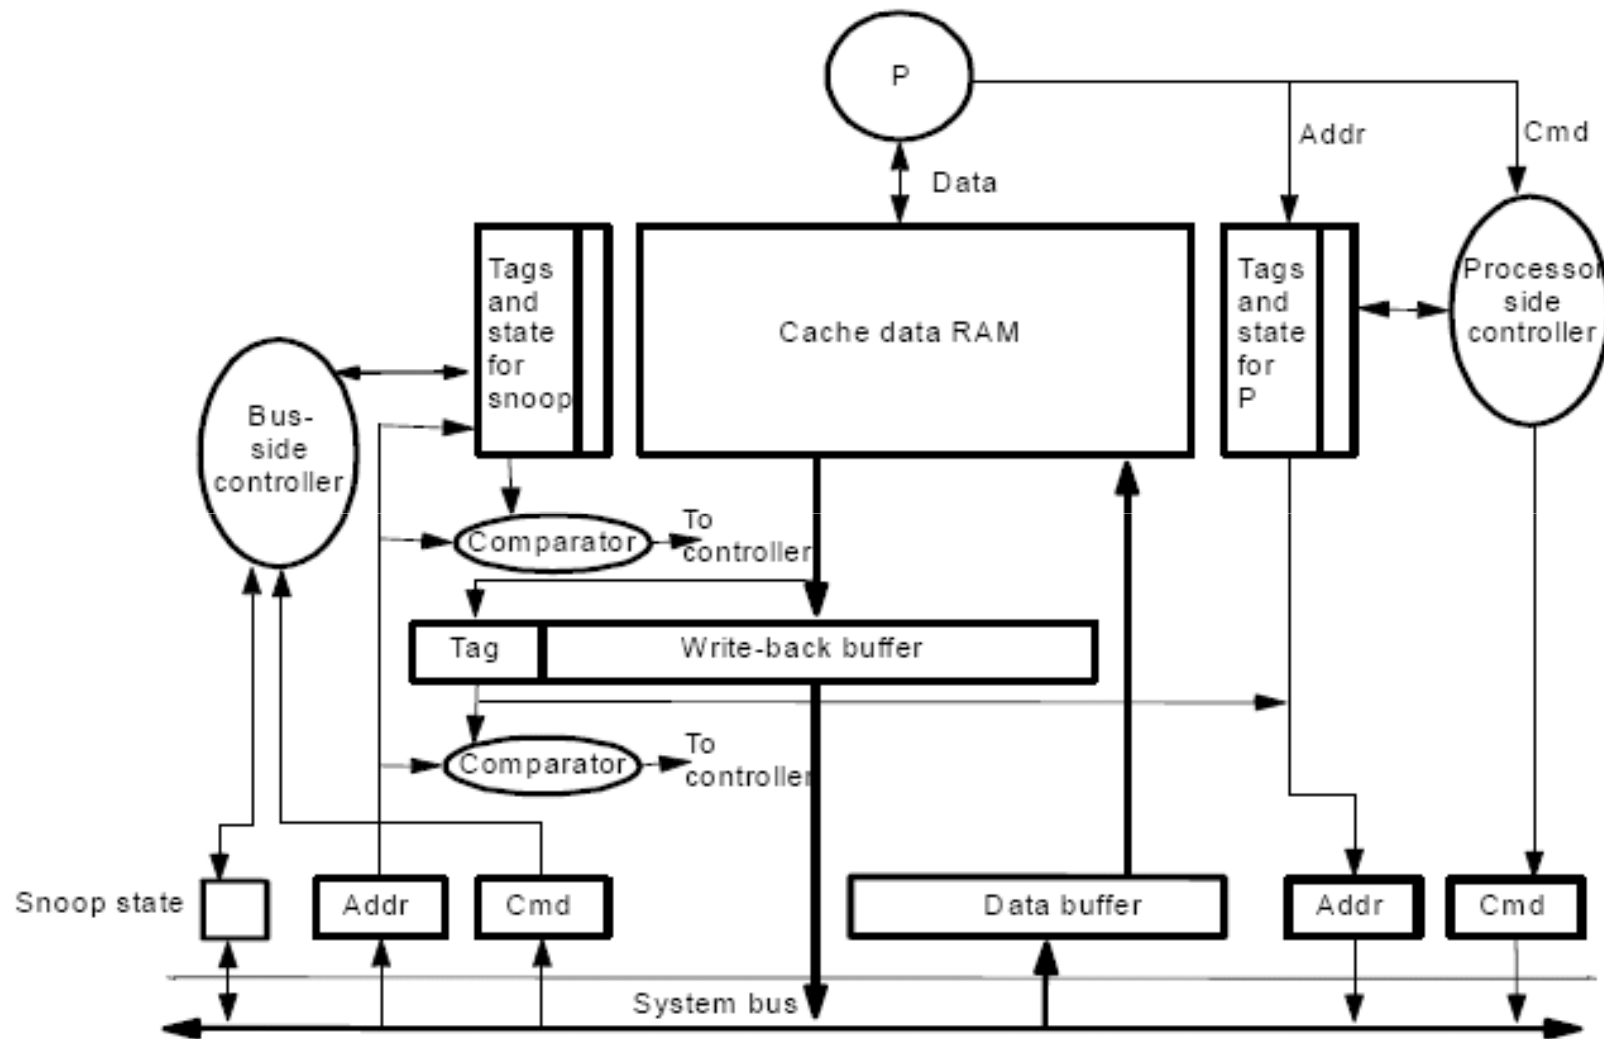 P
Addr
Cmd
Data
Tags
and
state
for
snoop
Cache data RAM
Tags
and
state
for
P
Processor
side
controller
Bus-
side
controller
Comparator
To
controller
Tag
Write-back buffer
Comparator
To
controller
Snoop state
Addr
Cmd
Data buffer
Addr
Cmd
System bus